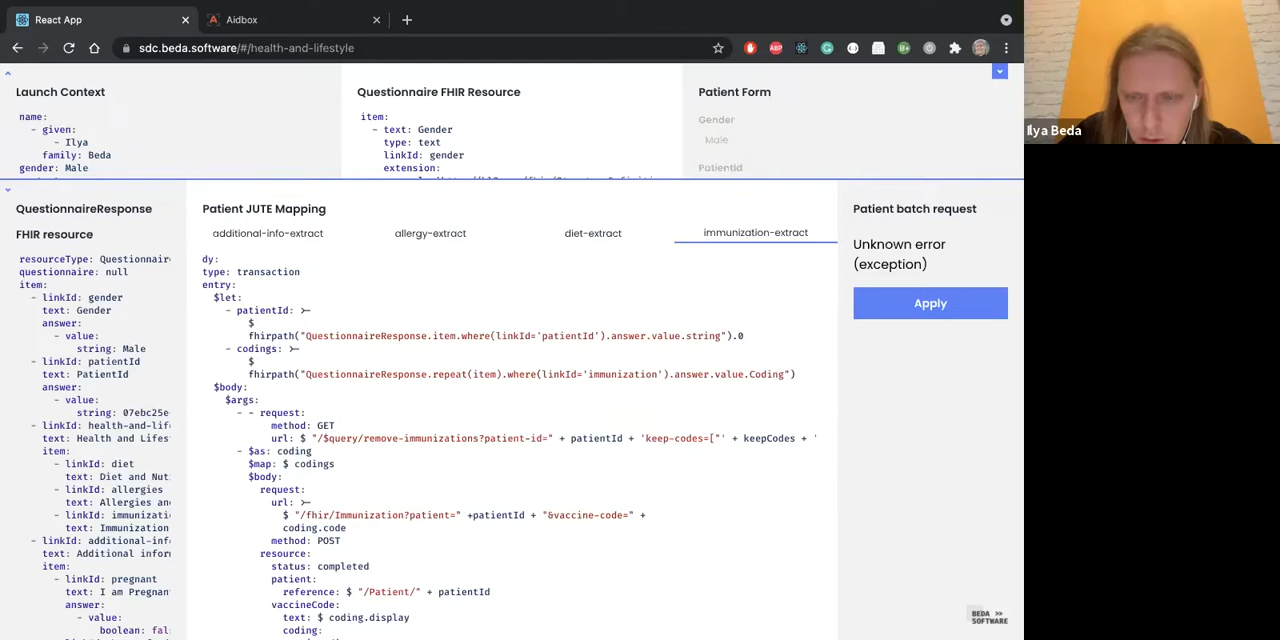 React App
Aidbox
sdc.beda.software/#/health-and-lifestyle
ABP
Launch Context
name:
- given:
- Ilya
family: Beda
gender: Male
Questionnaire FHIR Resource
item:
- text: Gender
type: text
linkId: gender
extension:
Patient Form
Gender
Male
PatientId
Ilya Beda
QuestionnaireResponse
FHIR resource
resourceType: Questionnaire
questionnaire: null
item:
- linkId: gender
text: Gender
answer:
- value:
string: Male
- linkId: patientId
text: PatientId
answer:
- value:
string: 07ebc25e-
- linkId: health-and-lif
text: Health and Lifes
item:
- linkId: diet
text: Diet and Nut
- linkId: allergies
text: Allergies an
- linkId: immunizati
text: Immunization
- linkId: additional-inf
text: Additional infor
item:
- linkId: pregnant
text: I am Pregnan
answer:
- value:
boolean: fal
Patient JUTE Mapping
additional-info-extract
allergy-extract
diet-extract
immunization-extract
dy:
type: transaction
entry:
$let:
- patientId: >-
$
fhirpath("QuestionnaireResponse.item.where(linkId='patientId').answer.value.string").0
- codings: >-
$
fhirpath("QuestionnaireResponse.repeat(item).where(linkId='immunization').answer.value.Coding")
$body:
$args:
- - request:
method: GET
url: $ "/$query/remove-immunizations?patient-id=" + patientId + 'keep-codes=["' + keepCodes + '
- $as: coding
$map: $ codings
$body:
request:
url: >-
$ "/fhir/Immunization?patient=" +patientId + "&vaccine-code=" +
coding.code
method: POST
resource:
status: completed
patient:
reference: $ "/Patient/" + patientId
vaccineCode:
text: $ coding.display
coding:
Patient batch request
Unknown error
(exception)
Apply
BEDA >>
SOFTWARE